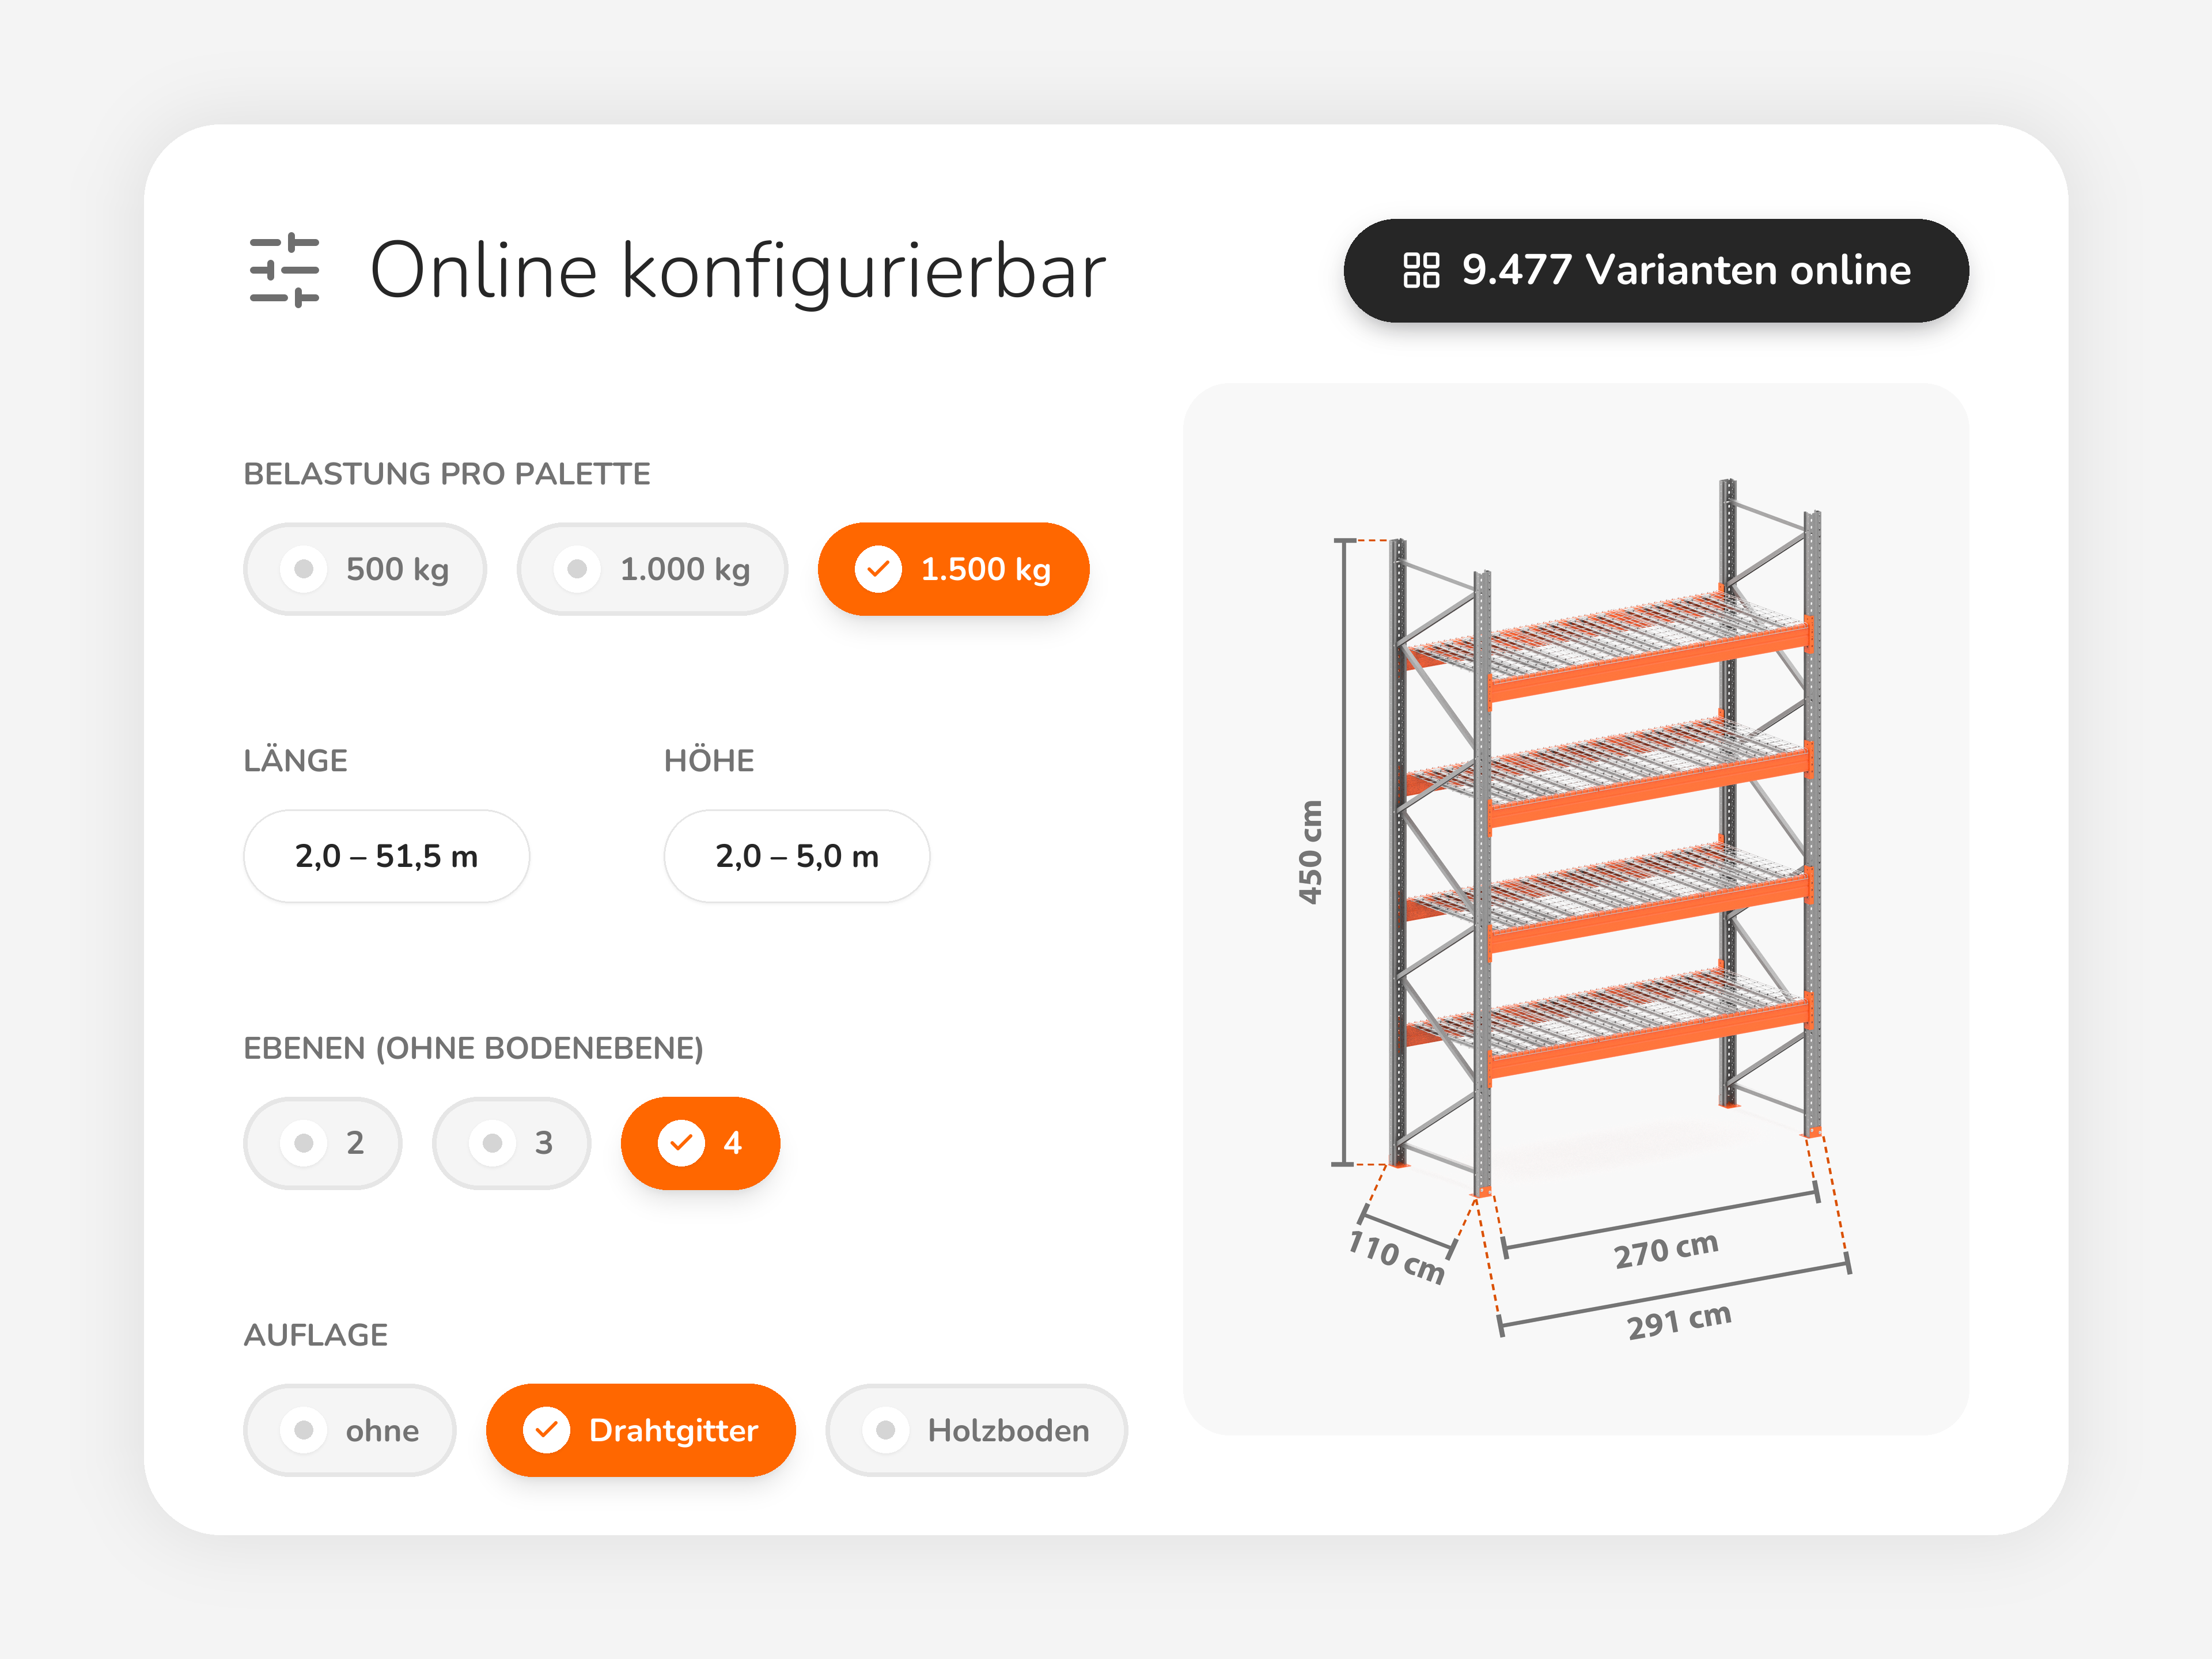 Online konfigurierbar
9.477 Varianten online
BELASTUNG PRO PALETTE
500 kg
1.000 kg
1.500 kg
LÄNGE
HÖHE
2,0 – 51,5 m
2,0 – 5,0 m
EBENEN (OHNE BODENEBENE)
2
3
4
AUFLAGE
ohne
Drahtgitter
Holzboden
450 cm
110 cm
270 cm
291 cm